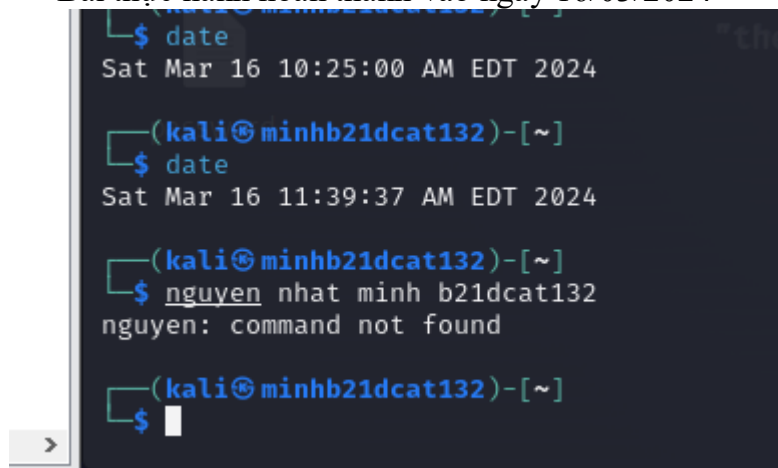 └─$ date
Sat Mar 16 10:25:00 AM EDT 2024
┌──(kali㉿minhb21dcat132)-[~]
└─$ date
Sat Mar 16 11:39:37 AM EDT 2024
┌──(kali㉿minhb21dcat132)-[~]
└─$ nguyen nhat minh b21dcat132
nguyen: command not found
┌──(kali㉿minhb21dcat132)-[~]
└─$